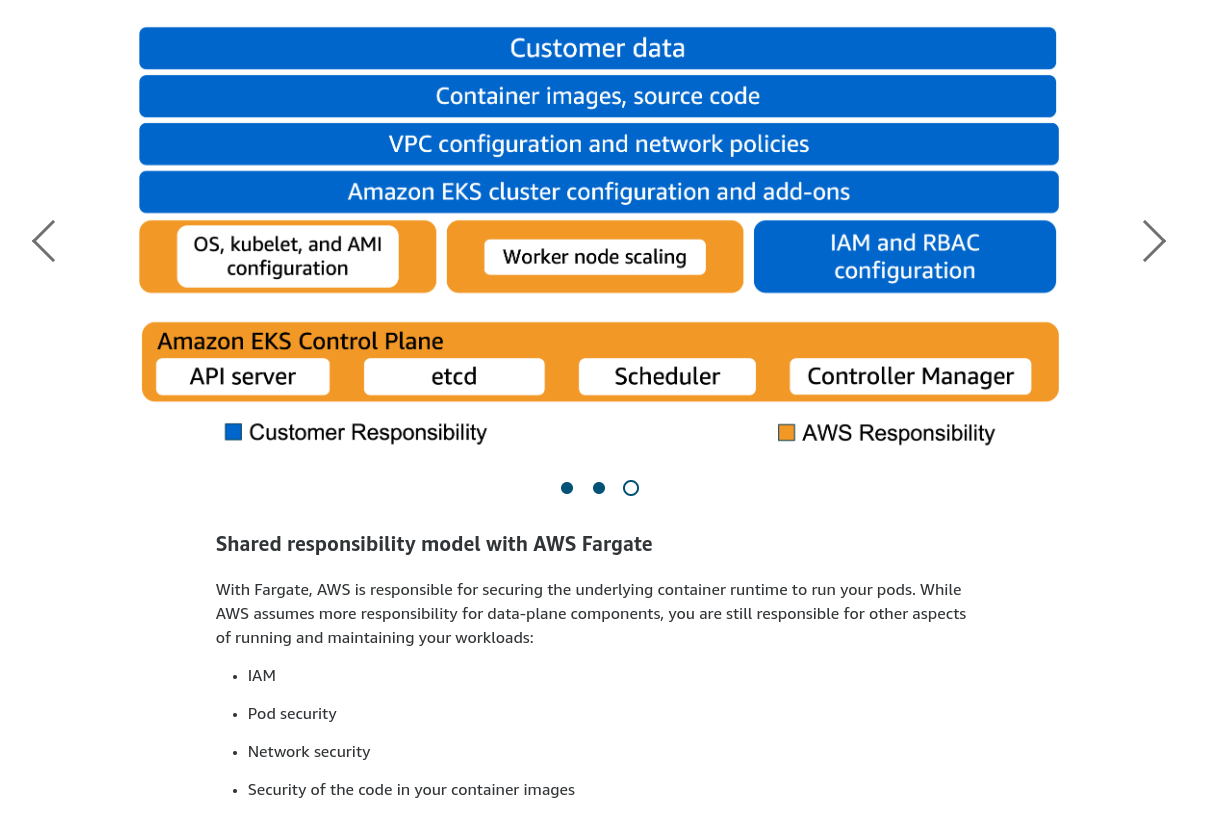 Customer data
Container images, source code
VPC configuration and network policies
Amazon EKS cluster configuration and add-ons
OS, kubelet, and AMI
configuration
Worker node scaling
IAM and RBAC
configuration
Amazon EKS Control Plane
API server
etcd
Scheduler
Controller Manager
Customer Responsibility
AWS Responsibility
Shared responsibility model with AWS Fargate
With Fargate, AWS is responsible for securing the underlying container runtime to run your pods. While
AWS assumes more responsibility for data-plane components, you are still responsible for other aspects
of running and maintaining your workloads:
• IAM
• Pod security
• Network security
• Security of the code in your container images